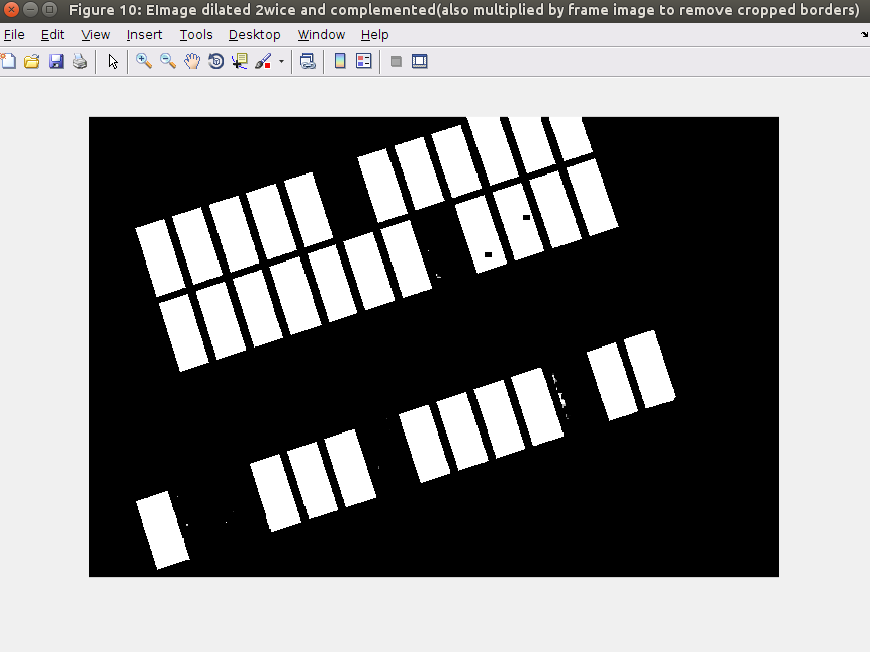 Figure 10: EImage dilated 2wice and complemented(also multiplied by frame image to remove cropped borders)
File Edit View Insert Tools Desktop Window Help